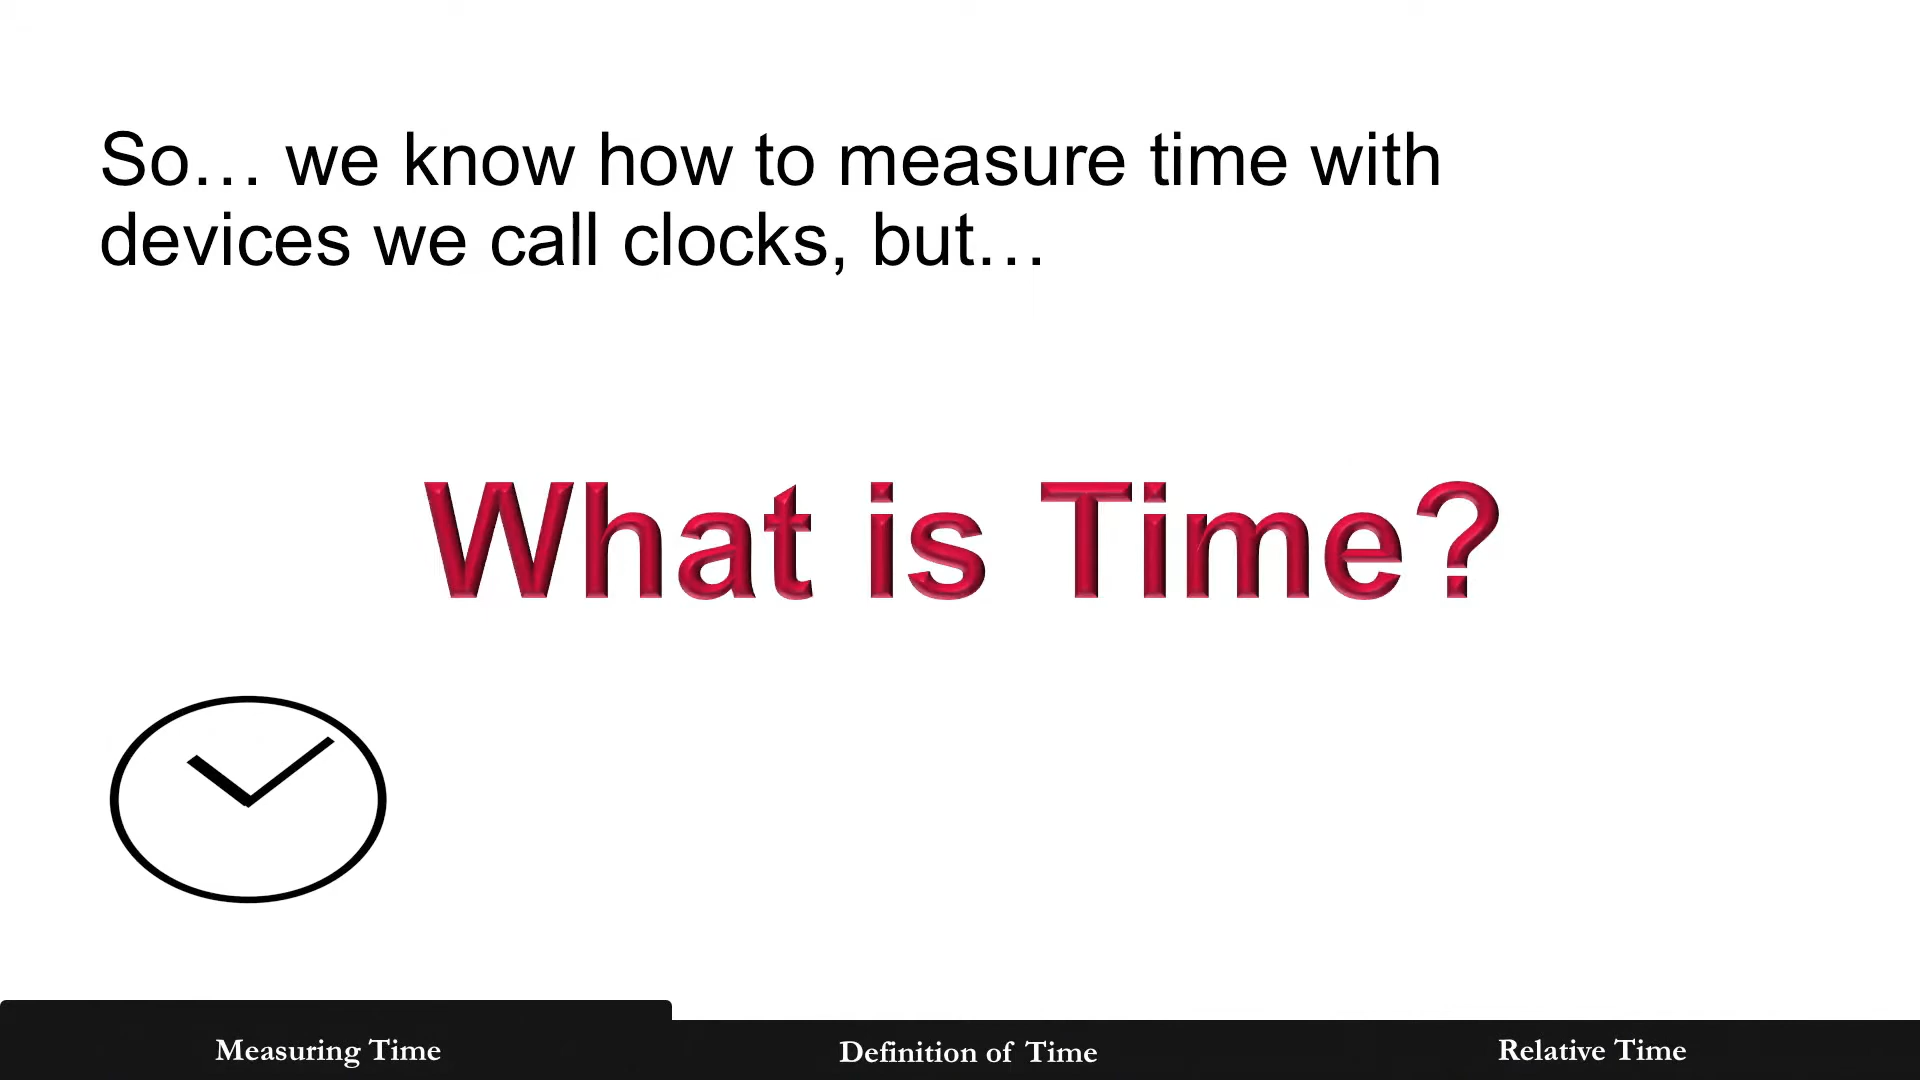 So… we know how to measure time with
devices we call clocks, but…
What is Time?
Measuring Time
Definition of Time
Relative Time